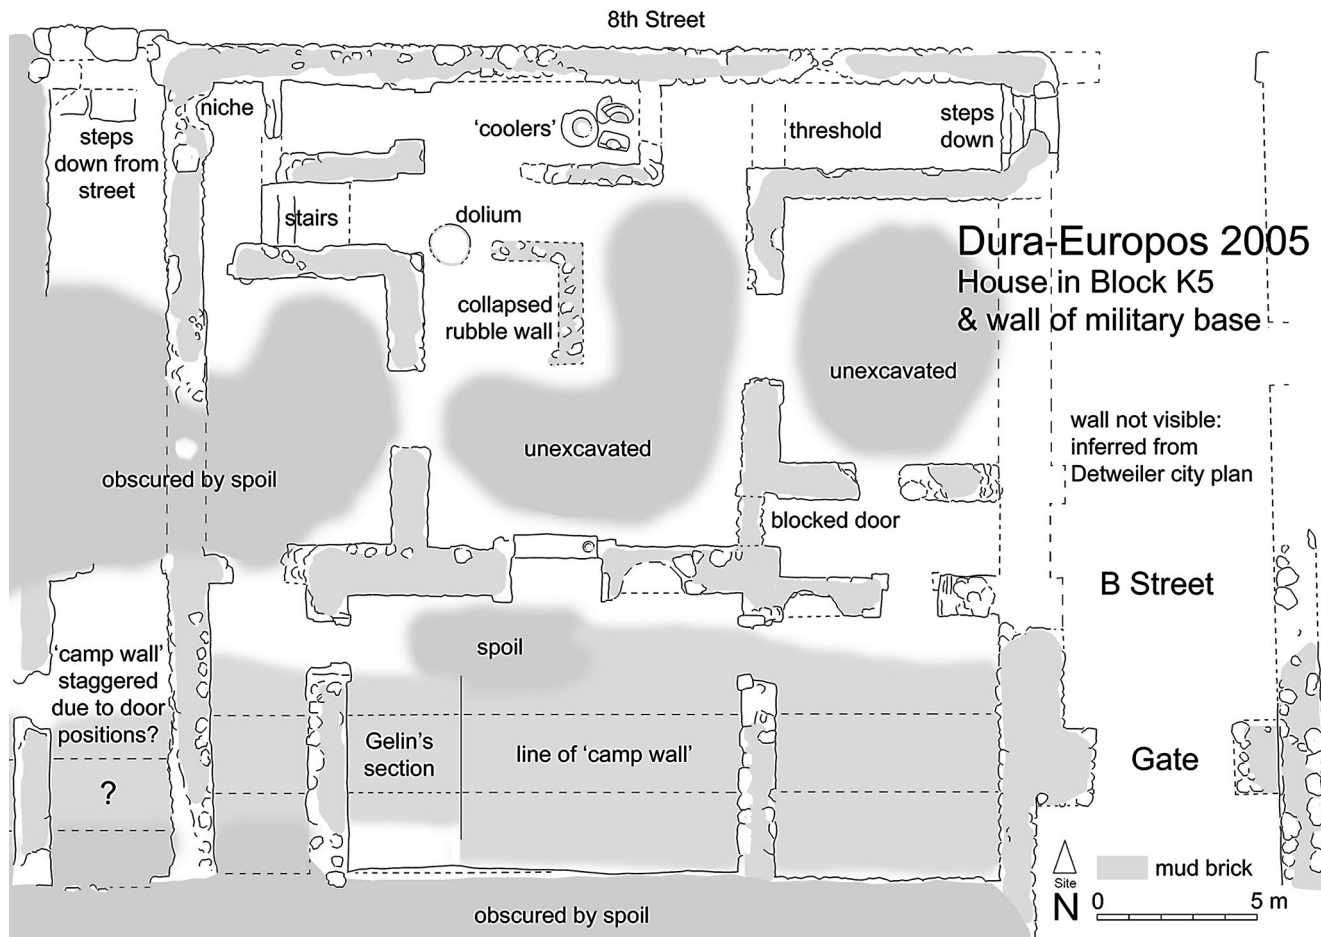 8th Street
niche
'coolers'
threshold
steps
down
steps
down from
street
stairs
dolium
Dura-Europos 2005
House in Block K5
& wall of military base
collapsed
rubble wall
unexcavated
unexcavated
obscured by spoil
wall not visible:
inferred from
Detweiler city plan
blocked door
B Street
spoil
'camp wall'
staggered
due to door
positions?
?
Gelin's
section
line of 'camp wall'
Gate
Site
N
mud brick
0 5 m
obscured by spoil